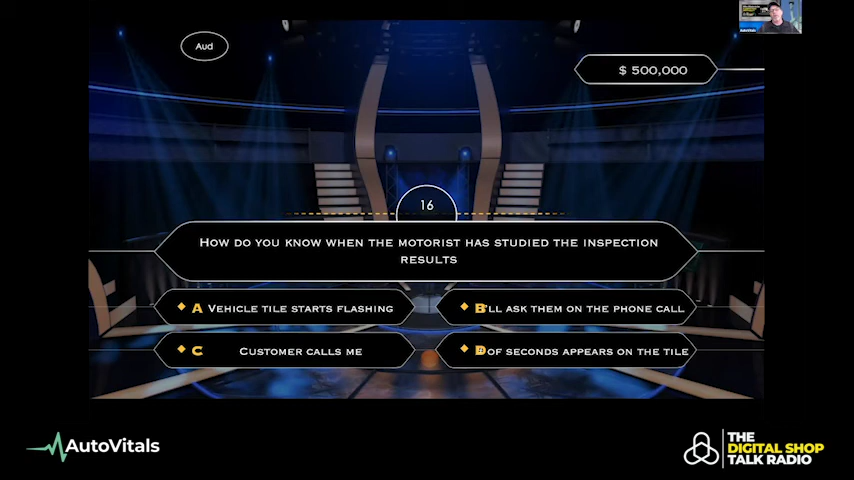 Aud
$ 500,000
16
How do you know when the motorist has studied the inspection
results
A Vehicle tile starts flashing
B I'll ask them on the phone call
C Customer calls me
D # of seconds appears on the tile
AutoVitals
THE
DIGITAL SHOP
TALK RADIO